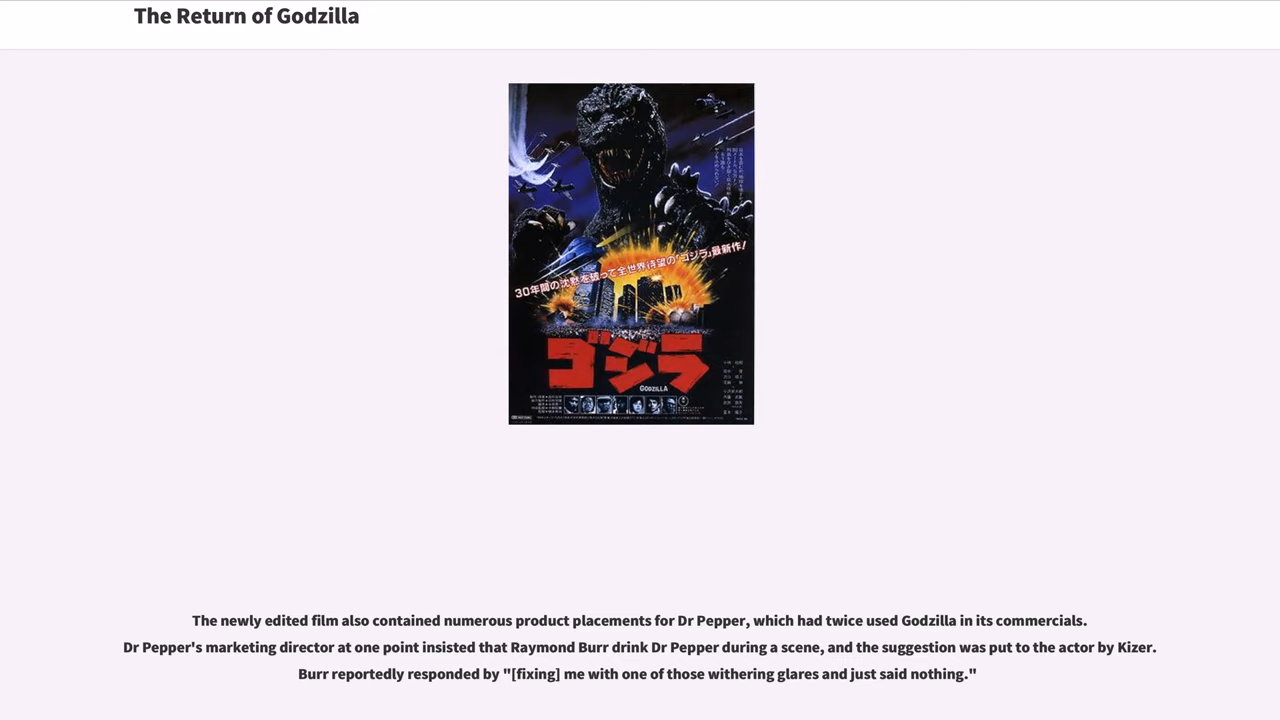 The Return of Godzilla
30年間の沈黙を破って全世界待望の「ゴジラ」最新作!
ゴジラ
GODZILLA
The newly edited film also contained numerous product placements for Dr Pepper, which had twice used Godzilla in its commercials.
Dr Pepper's marketing director at one point insisted that Raymond Burr drink Dr Pepper during a scene, and the suggestion was put to the actor by Kizer.
Burr reportedly responded by "[fixing] me with one of those withering glares and just said nothing."